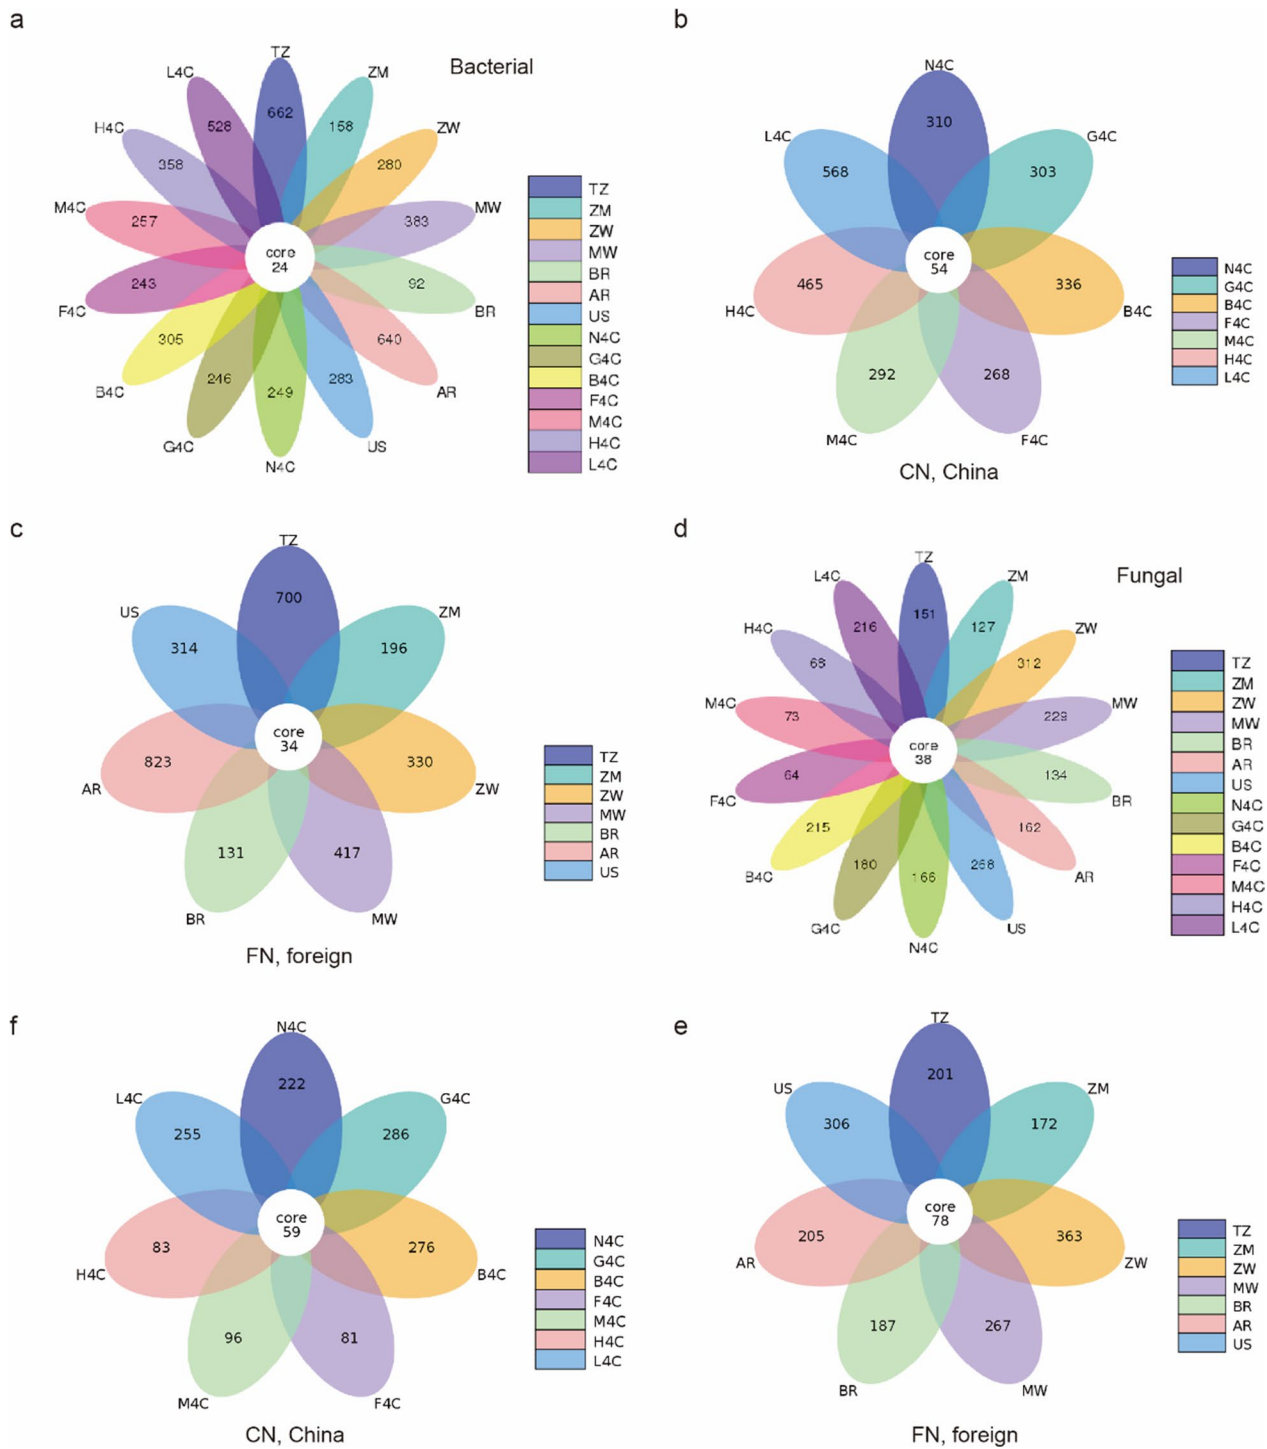 a
Bacterial
TZ
ZM
ZW
MW
BR
AR
US
N4C
G4C
B4C
F4C
M4C
H4C
L4C
662
158
280
383
92
640
283
249
246
305
243
257
358
528
core
24
TZ
ZM
ZW
MW
BR
AR
US
N4C
G4C
B4C
F4C
M4C
H4C
L4C
b
N4C
G4C
B4C
F4C
M4C
H4C
L4C
310
303
336
268
292
465
568
core
54
N4C
G4C
B4C
F4C
M4C
H4C
L4C
CN, China
c
TZ
ZM
ZW
MW
BR
AR
US
700
196
330
417
131
823
314
core
34
TZ
ZM
ZW
MW
BR
AR
US
FN, foreign
d
Fungal
TZ
ZM
ZW
MW
BR
AR
US
N4C
G4C
B4C
F4C
M4C
H4C
L4C
151
127
312
229
134
162
268
166
180
215
64
73
68
216
core
38
TZ
ZM
ZW
MW
BR
AR
US
N4C
G4C
B4C
F4C
M4C
H4C
L4C
f
N4C
G4C
B4C
F4C
M4C
H4C
L4C
222
286
276
81
96
83
255
core
59
N4C
G4C
B4C
F4C
M4C
H4C
L4C
CN, China
e
TZ
ZM
ZW
MW
BR
AR
US
201
172
363
267
187
205
306
core
78
TZ
ZM
ZW
MW
BR
AR
US
FN, foreign